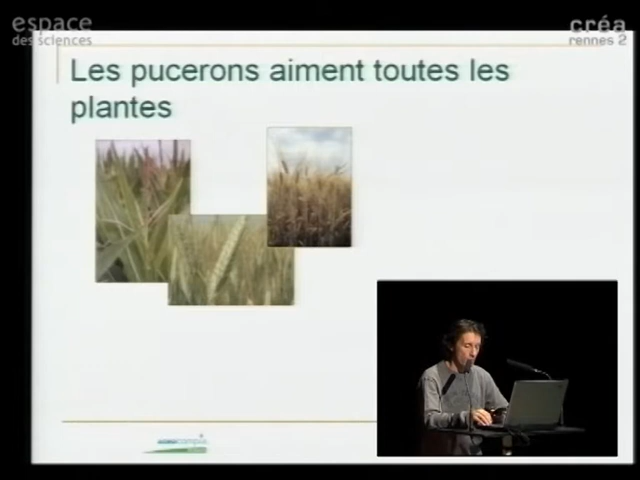 espace
des sciences
créa
rennes 2
Les pucerons aiment toutes les
plantes